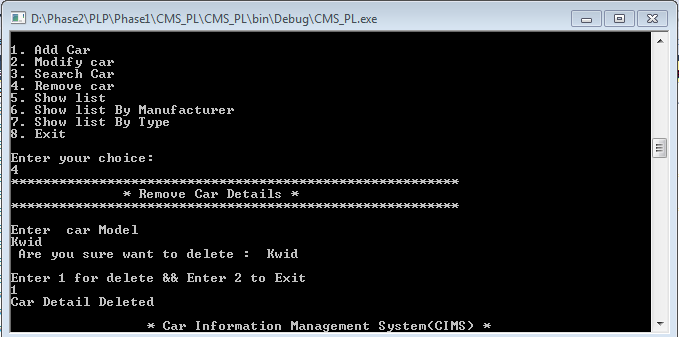 D:\Phase2\PLP\Phase1\CMS_PL\CMS_PL\bin\Debug\CMS_PL.exe
1. Add Car
2. Modify car
3. Search Car
4. Remove car
5. Show list
6. Show list By Manufacturer
7. Show list By Type
8. Exit
Enter your choice:
4
********************************************************
* Remove Car Details *
********************************************************
Enter  car Model
Kwid
Are you sure want to delete :  Kwid
Enter 1 for delete && Enter 2 to Exit
1
Car Detail Deleted
* Car Information Management System(CIMS) *